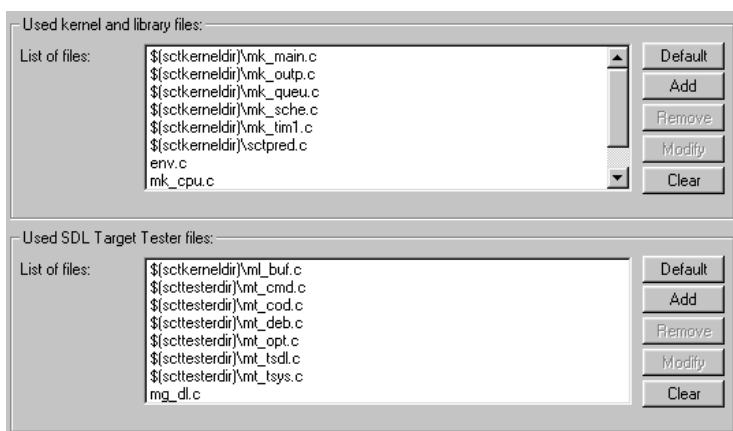 Used kernel and library files:
List of files:
$(sctkerneldir)\mk_main.c
$(sctkerneldir)\mk_outp.c
$(sctkerneldir)\mk_queu.c
$(sctkerneldir)\mk_sche.c
$(sctkerneldir)\mk_tim1.c
$(sctkerneldir)\sctpred.c
env.c
mk_cpu.c
Default
Add
Remove
Modify
Clear
Used SDL Target Tester files:
List of files:
$(sctkerneldir)\ml_buf.c
$(scttesterdir)\mt_cmd.c
$(scttesterdir)\mt_cod.c
$(scttesterdir)\mt_deb.c
$(scttesterdir)\mt_opt.c
$(scttesterdir)\mt_tsdl.c
$(scttesterdir)\mt_tsys.c
mg_dl.c
Default
Add
Remove
Modify
Clear